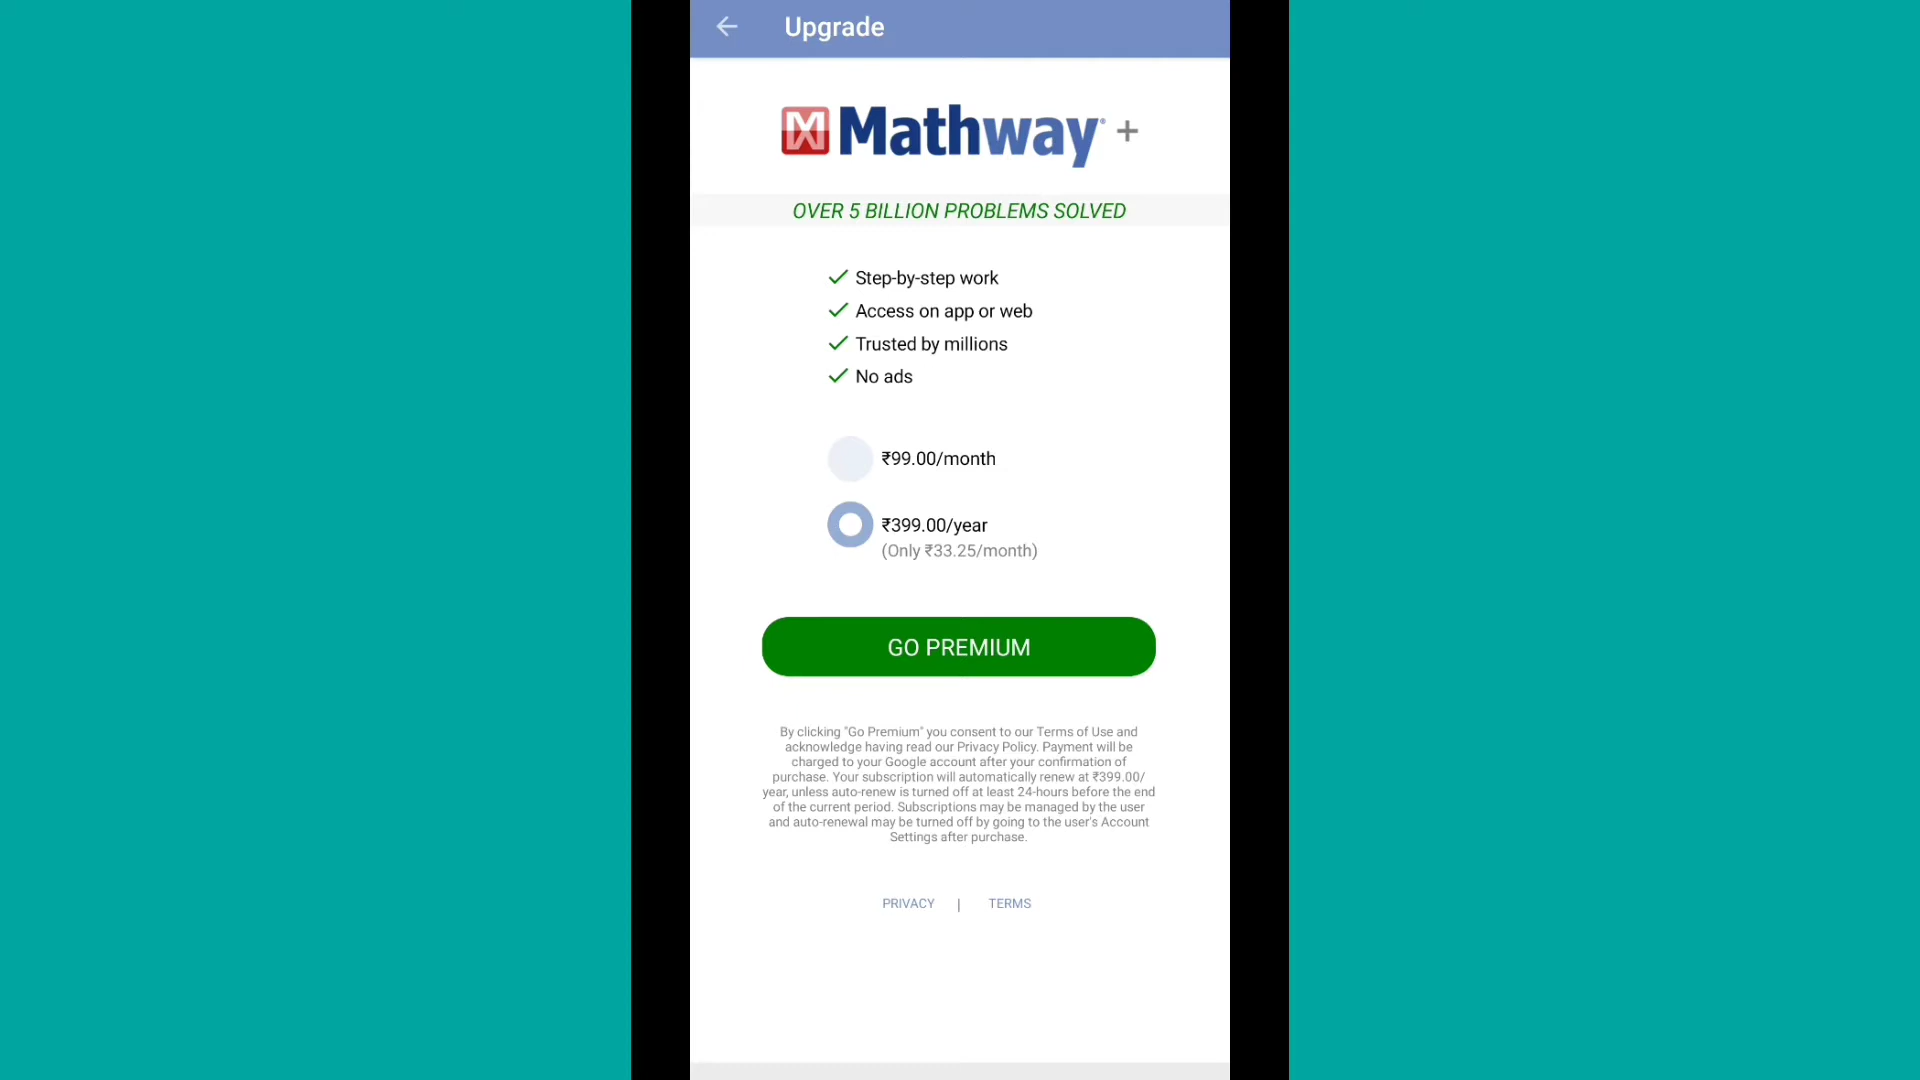 Upgrade
Mathway® +
OVER 5 BILLION PROBLEMS SOLVED
Step-by-step work
Access on app or web
Trusted by millions
No ads
₹99.00/month
₹399.00/year
(Only ₹33.25/month)
GO PREMIUM
By clicking "Go Premium" you consent to our Terms of Use and
acknowledge having read our Privacy Policy. Payment will be
charged to your Google account after your confirmation of
purchase. Your subscription will automatically renew at ₹399.00/
year, unless auto-renew is turned off at least 24-hours before the end
of the current period. Subscriptions may be managed by the user
and auto-renewal may be turned off by going to the user's Account
Settings after purchase.
PRIVACY | TERMS